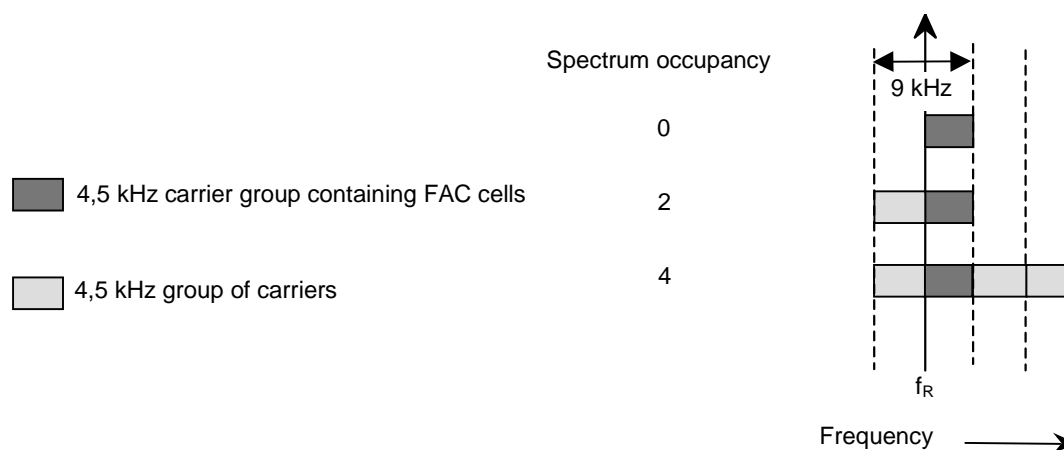 Spectrum occupancy
9 kHz
0
4,5 kHz carrier group containing FAC cells
2
4,5 kHz group of carriers
4
fR
Frequency